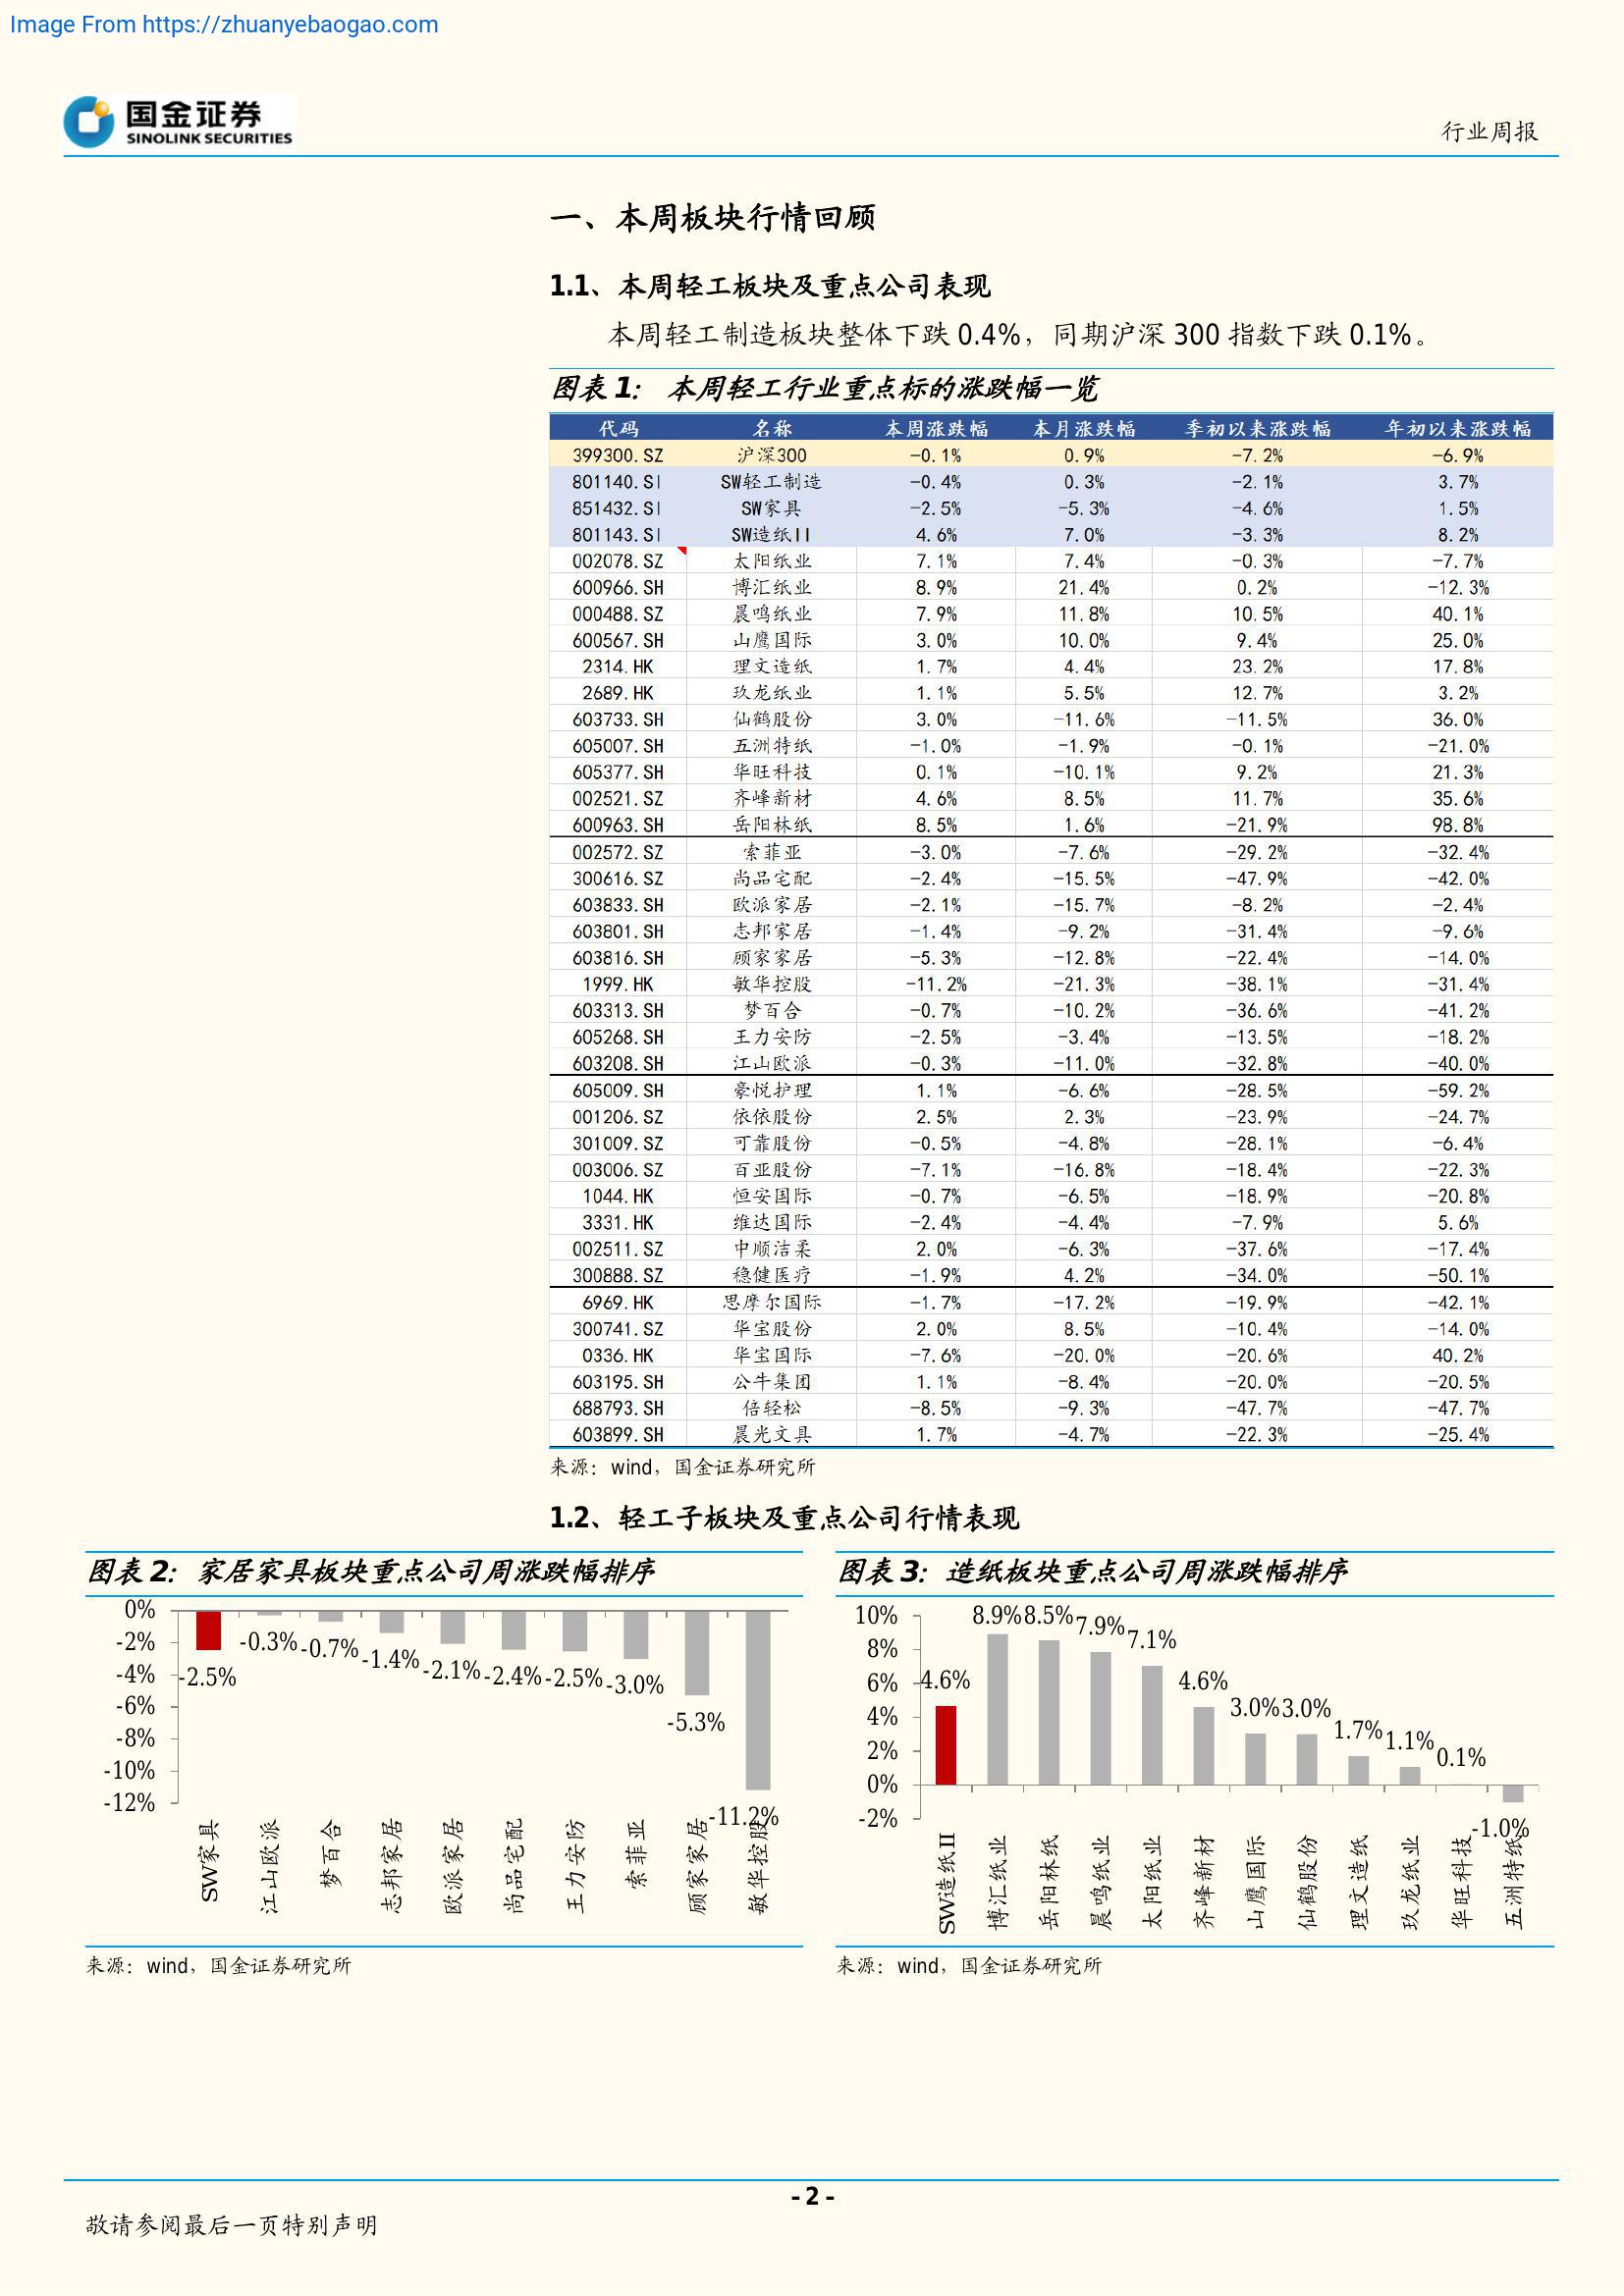 Image From https://zhuanyebaogao.com
国金证券
SINOLINK SECURITIES
行业周报
一、本周板块行情回顾
1.1、本周轻工板块及重点公司表现
本周轻工制造板块整体下跌 0.4%，同期沪深 300 指数下跌 0.1%。
图表 1： 本周轻工行业重点标的涨跌幅一览
代码 名称 本周涨跌幅 本月涨跌幅 季初以来涨跌幅 年初以来涨跌幅
399300.SZ 沪深300 -0.1% 0.9% -7.2% -6.9%
801140.SI SW轻工制造 -0.4% 0.3% -2.1% 3.7%
851432.SI SW家具 -2.5% -5.3% -4.6% 1.5%
801143.SI SW造纸II 4.6% 7.0% -3.3% 8.2%
002078.SZ 太阳纸业 7.1% 7.4% -0.3% -7.7%
600966.SH 博汇纸业 8.9% 21.4% 0.2% -12.3%
000488.SZ 晨鸣纸业 7.9% 11.8% 10.5% 40.1%
600567.SH 山鹰国际 3.0% 10.0% 9.4% 25.0%
2314.HK 理文造纸 1.7% 4.4% 23.2% 17.8%
2689.HK 玖龙纸业 1.1% 5.5% 12.7% 3.2%
603733.SH 仙鹤股份 3.0% -11.6% -11.5% 36.0%
605007.SH 五洲特纸 -1.0% -1.9% -0.1% -21.0%
605377.SH 华旺科技 0.1% -10.1% 9.2% 21.3%
002521.SZ 齐峰新材 4.6% 8.5% 11.7% 35.6%
600963.SH 岳阳林纸 8.5% 1.6% -21.9% 98.8%
002572.SZ 索菲亚 -3.0% -7.6% -29.2% -32.4%
300616.SZ 尚品宅配 -2.4% -15.5% -47.9% -42.0%
603833.SH 欧派家居 -2.1% -15.7% -8.2% -2.4%
603801.SH 志邦家居 -1.4% -9.2% -31.4% -9.6%
603816.SH 顾家家居 -5.3% -12.8% -22.4% -14.0%
1999.HK 敏华控股 -11.2% -21.3% -38.1% -31.4%
603313.SH 梦百合 -0.7% -10.2% -36.6% -41.2%
605268.SH 王力安防 -2.5% -3.4% -13.5% -18.2%
603208.SH 江山欧派 -0.3% -11.0% -32.8% -40.0%
605009.SH 豪悦护理 1.1% -6.6% -28.5% -59.2%
001206.SZ 依依股份 2.5% 2.3% -23.9% -24.7%
301009.SZ 可靠股份 -0.5% -4.8% -28.1% -6.4%
003006.SZ 百亚股份 -7.1% -16.8% -18.4% -22.3%
1044.HK 恒安国际 -0.7% -6.5% -18.9% -20.8%
3331.HK 维达国际 -2.4% -4.4% -7.9% 5.6%
002511.SZ 中顺洁柔 2.0% -6.3% -37.6% -17.4%
300888.SZ 稳健医疗 -1.9% 4.2% -34.0% -50.1%
6969.HK 思摩尔国际 -1.7% -17.2% -19.9% -42.1%
300741.SZ 华宝股份 2.0% 8.5% -10.4% -14.0%
0336.HK 华宝国际 -7.6% -20.0% -20.6% 40.2%
603195.SH 公牛集团 1.1% -8.4% -20.0% -20.5%
688793.SH 倍轻松 -8.5% -9.3% -47.7% -47.7%
603899.SH 晨光文具 1.7% -4.7% -22.3% -25.4%
来源：wind，国金证券研究所
1.2、轻工子板块及重点公司行情表现
图表 2：家居家具板块重点公司周涨跌幅排序
0%
-2%
-4%
-6%
-8%
-10%
-12%
-2.5% -0.3% -0.7% -1.4% -2.1% -2.4% -2.5% -3.0% -5.3% -11.2%
SW家具 江山欧派 梦百合 志邦家居 欧派家居 尚品宅配 王力安防 索菲亚 顾家家居 敏华控股
来源：wind，国金证券研究所
图表 3：造纸板块重点公司周涨跌幅排序
10%
8%
6%
4%
2%
0%
-2%
4.6% 8.9% 8.5% 7.9% 7.1% 4.6% 3.0% 3.0% 1.7% 1.1% 0.1% -1.0%
SW造纸II 博汇纸业 岳阳林纸 晨鸣纸业 太阳纸业 齐峰新材 山鹰国际 仙鹤股份 理文造纸 玖龙纸业 华旺科技 五洲特纸
来源：wind，国金证券研究所
- 2 -
敬请参阅最后一页特别声明